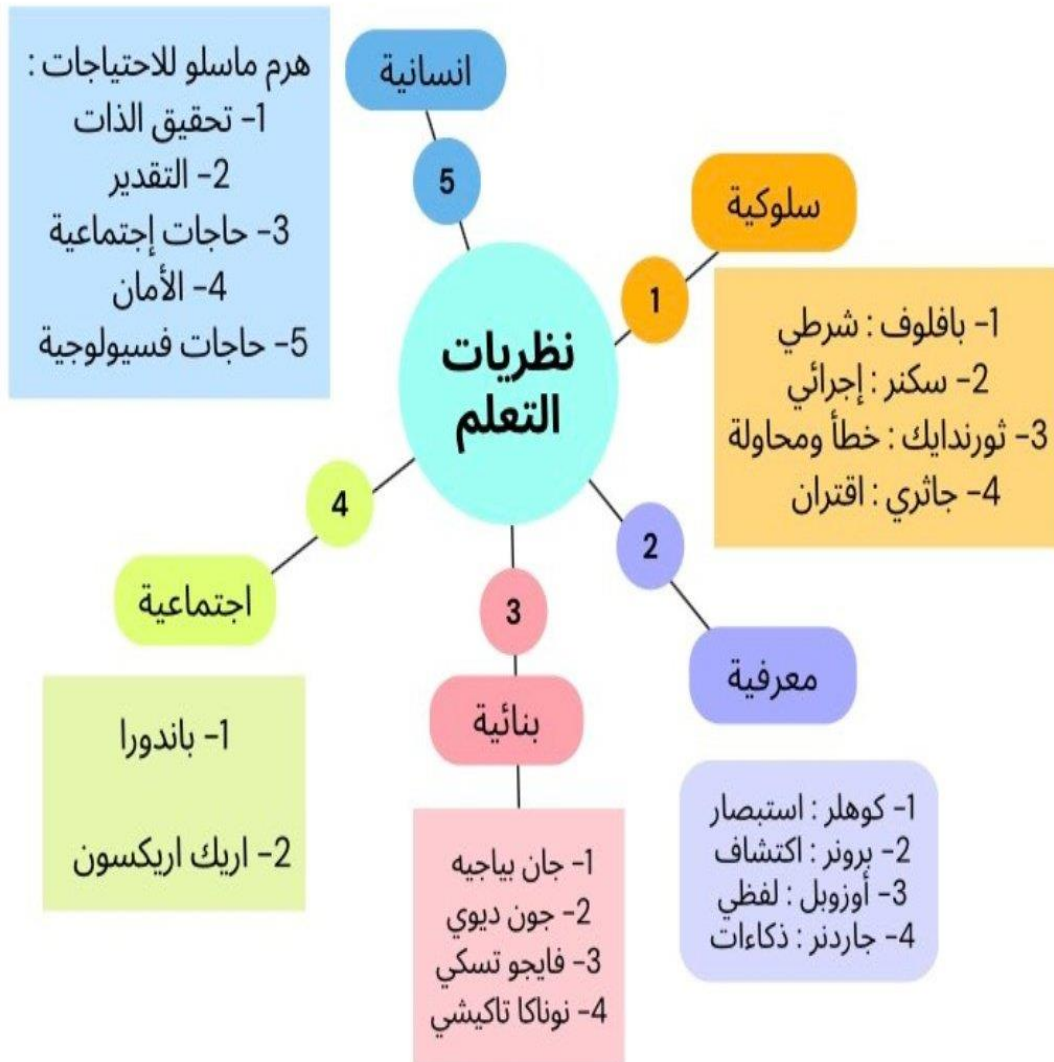 نظريات
التعلم
1
سلوكية
1- بافلوف : شرطي
2- سكنر : إجرائي
3- ثورندايك : خطأ ومحاولة
4- جاثري : اقتران
2
معرفية
1- كوهلر : استبصار
2- برونر : اكتشاف
3- أوزوبل : لفظي
4- جاردنر : ذكاءات
3
بنائية
1- جان بياجيه
2- جون ديوي
3- فايجو تسكي
4- نوناكا تاكيشي
4
اجتماعية
1- باندورا
2- اريك اريكسون
5
انسانية
هرم ماسلو للاحتياجات :
1- تحقيق الذات
2- التقدير
3- حاجات إجتماعية
4- الأمان
5- حاجات فسيولوجية